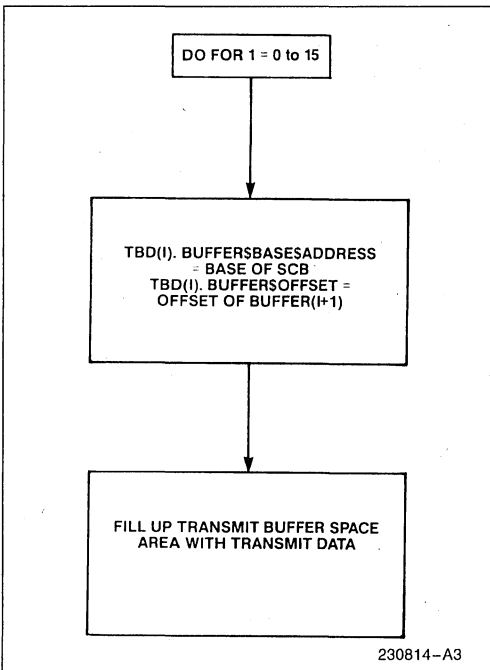 DO FOR 1 = 0 to 15
TBD(I). BUFFER$BASE$ADDRESS
= BASE OF SCB
TBD(I). BUFFER$OFFSET =
OFFSET OF BUFFER(I+1)
FILL UP TRANSMIT BUFFER SPACE
AREA WITH TRANSMIT DATA
230814-A3